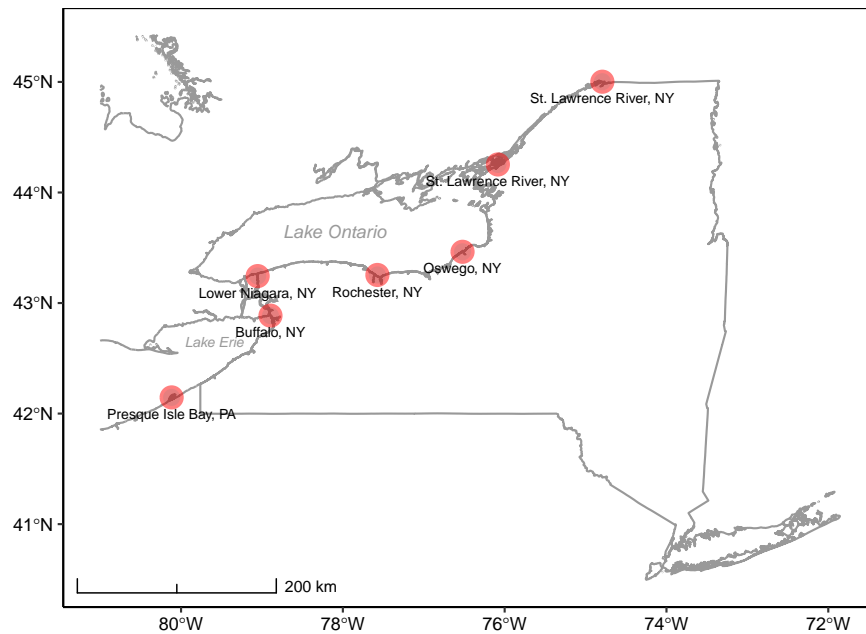 45°N
St. Lawrence River, NY
44°N
St. Lawrence River, NY
Lake Ontario
Oswego, NY
Lower Niagara, NY
Rochester, NY
43°N
Buffalo, NY
Lake Erie
42°N
Presque Isle Bay, PA
41°N
200 km
80°W
78°W
76°W
74°W
72°W